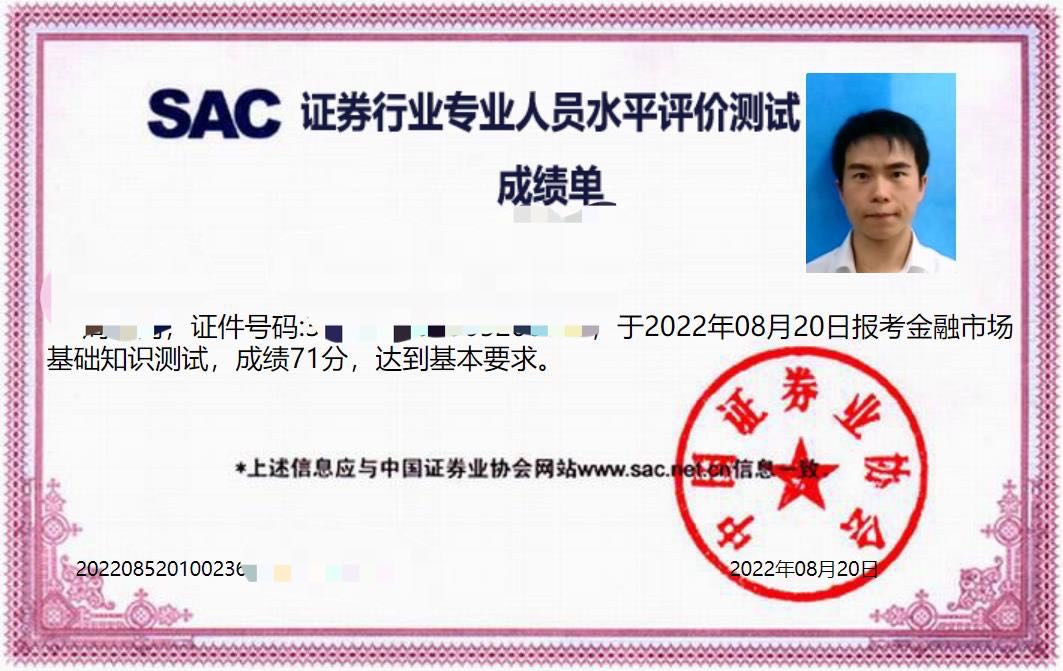 SAC 证券行业专业人员水平评价测试
成绩单
，证件号码: ，于2022年08月20日报考金融市场
基础知识测试，成绩71分，达到基本要求。
*上述信息应与中国证券业协会网站www.sac.net.cn信息一致.
中国证券业协会
20220852010023
2022年08月20日